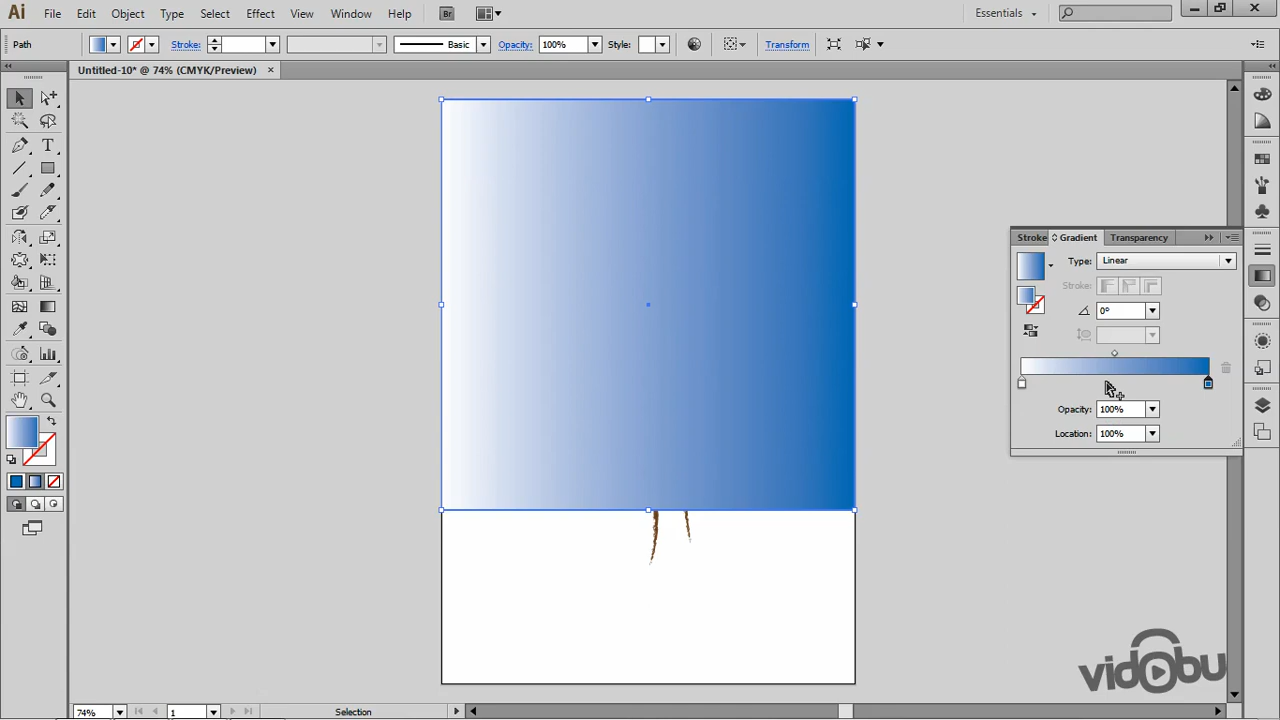 Ai File Edit Object Type Select Effect View Window Help Br Essentials
Path Stroke: Basic Opacity: 100% Style: Transform
Untitled-10* @ 74% (CMYK/Preview) ×
Stroke Gradient Transparency
Type: Linear
Stroke:
0°
Opacity: 100%
Location: 100%
vidobu
74% 1 Selection